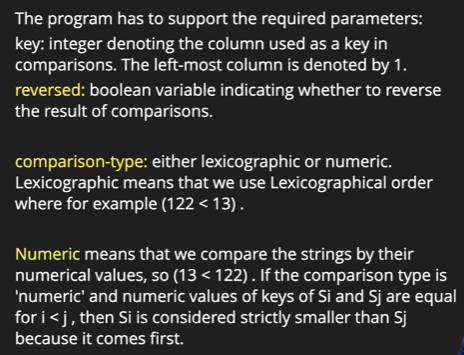 The program has to support the required parameters:
key: integer denoting the column used as a key in
comparisons. The left-most column is denoted by 1.
reversed: boolean variable indicating whether to reverse
the result of comparisons.
comparison-type: either lexicographic or numeric.
Lexicographic means that we use Lexicographical order
where for example (122 < 13) .
Numeric means that we compare the strings by their
numerical values, so (13 < 122) . If the comparison type is
'numeric' and numeric values of keys of Si and Sj are equal
for i < j , then Si is considered strictly smaller than Sj
because it comes first.